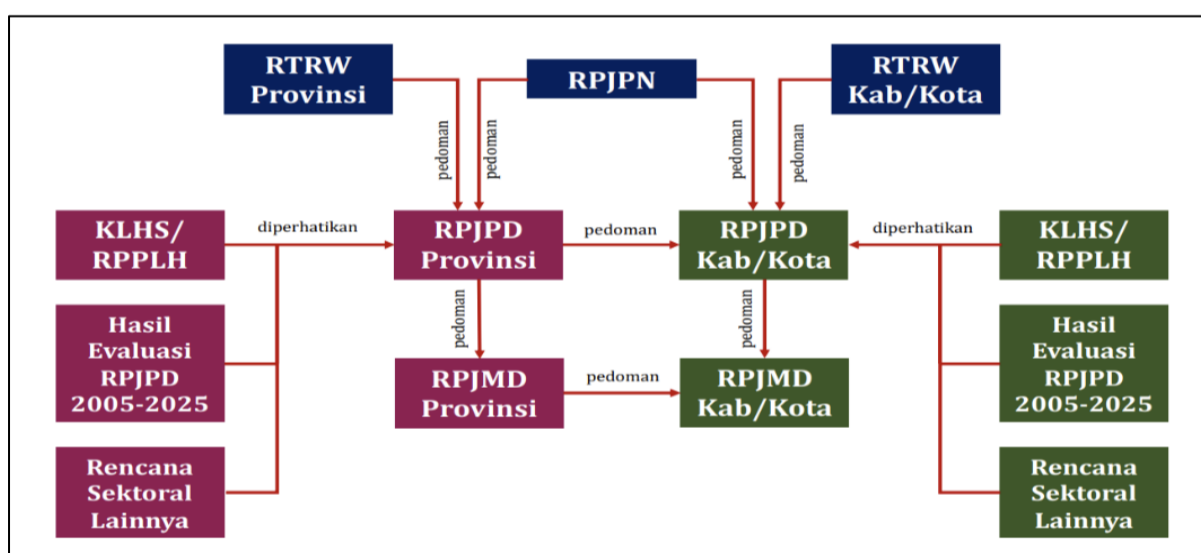 RTRW
Provinsi
RPJPN
RTRW
Kab/Kota
pedoman
pedoman
pedoman
pedoman
KLHS/
RPPLH
diperhatikan
RPJPD
Provinsi
pedoman
RPJPD
Kab/Kota
diperhatikan
KLHS/
RPPLH
Hasil
Evaluasi
RPJPD
2005-2025
pedoman
pedoman
Hasil
Evaluasi
RPJPD
2005-2025
RPJMD
Provinsi
pedoman
RPJMD
Kab/Kota
Rencana
Sektoral
Lainnya
Rencana
Sektoral
Lainnya